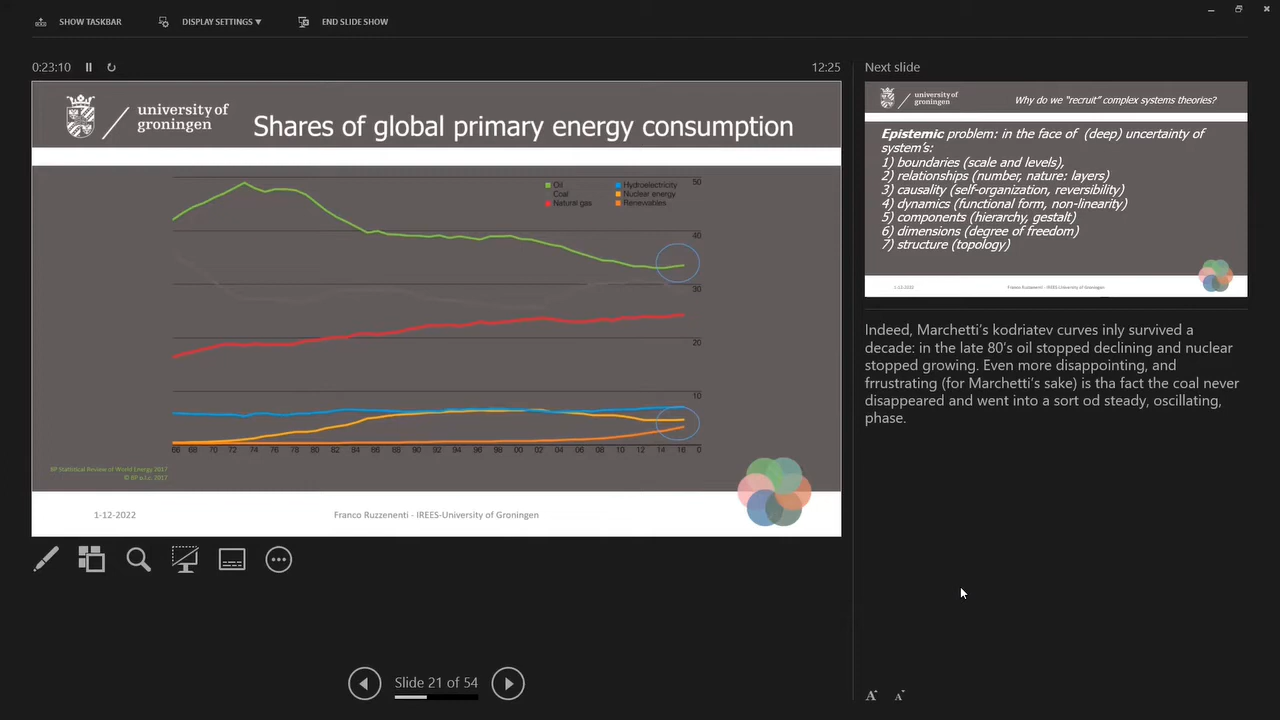 SHOW TASKBAR
DISPLAY SETTINGS
END SLIDE SHOW
0:23:10
12:25
university of
groningen
Shares of global primary energy consumption
Oil
Coal
Natural gas
Hydroelectricity
Nuclear energy
Renewables
50
40
30
20
10
66 68 70 72 74 76 78 80 82 84 86 88 90 92 94 96 98 00 02 04 06 08 10 12 14 16 0
BP Statistical Review of World Energy 2017
© BP p.l.c. 2017
1-12-2022
Franco Ruzzenenti - IREES-University of Groningen
Slide 21 of 54
Next slide
university of
groningen
Why do we “recruit” complex systems theories?
Epistemic problem: in the face of (deep) uncertainty of
system’s:
1) boundaries (scale and levels),
2) relationships (number, nature: layers)
3) causality (self-organization, reversibility)
4) dynamics (functional form, non-linearity)
5) components (hierarchy, gestalt)
6) dimensions (degree of freedom)
7) structure (topology)
1-12-2022
Franco Ruzzenenti - IREES-University of Groningen
Indeed, Marchetti’s kodriatev curves inly survived a
decade: in the late 80’s oil stopped declining and nuclear
stopped growing. Even more disappointing, and
frrustrating (for Marchetti’s sake) is tha fact the coal never
disappeared and went into a sort od steady, oscillating,
phase.
A A